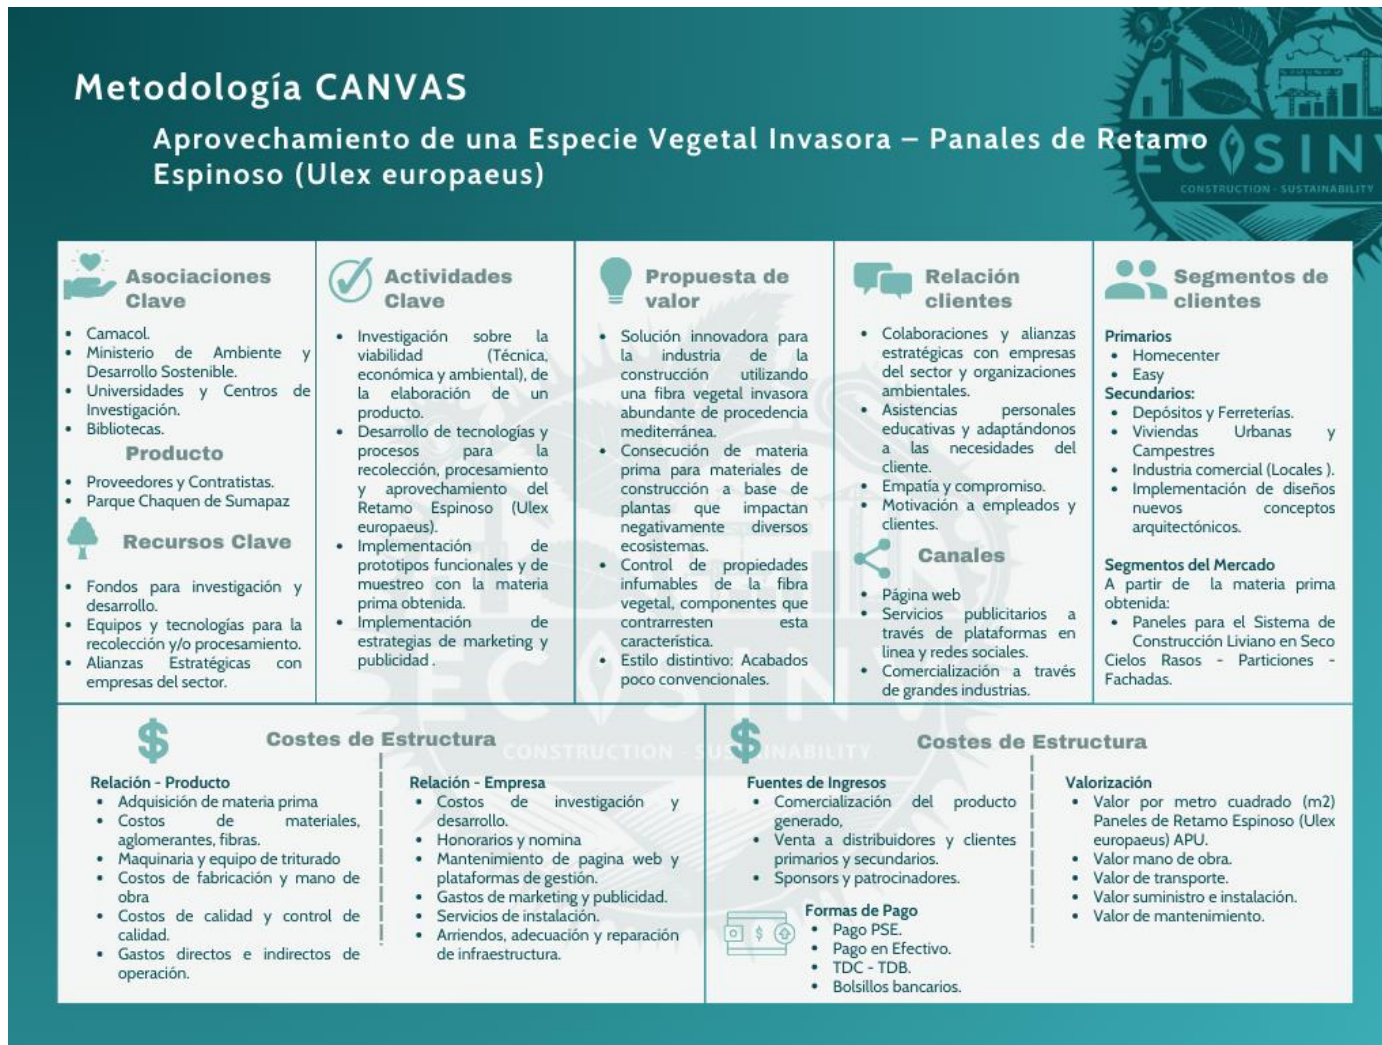 Metodología CANVAS
Aprovechamiento de una Especie Vegetal Invasora – Panales de Retamo
Espinoso (Ulex europaeus)
ECOSINV
CONSTRUCTION - SUSTAINABILITY
Asociaciones
Clave
• Camacol.
• Ministerio de Ambiente y
Desarrollo Sostenible.
• Universidades y Centros de
Investigación.
• Bibliotecas.
Producto
• Proveedores y Contratistas.
• Parque Chaquen de Sumapaz
Recursos Clave
• Fondos para investigación y
desarrollo.
• Equipos y tecnologías para la
recolección y/o procesamiento.
• Alianzas Estratégicas con
empresas del sector.
Actividades
Clave
• Investigación sobre la
viabilidad (Técnica,
económica y ambiental), de
la elaboración de un
producto.
• Desarrollo de tecnologías y
procesos para la
recolección, procesamiento
y aprovechamiento del
Retamo Espinoso (Ulex
europaeus).
• Implementación de
prototipos funcionales y de
muestreo con la materia
prima obtenida.
• Implementación de
estrategias de marketing y
publicidad .
Propuesta de
valor
• Solución innovadora para
la industria de la
construcción utilizando
una fibra vegetal invasora
abundante de procedencia
mediterránea.
• Consecución de materia
prima para materiales de
construcción a base de
plantas que impactan
negativamente diversos
ecosistemas.
• Control de propiedades
infumables de la fibra
vegetal, componentes que
contrarresten esta
característica.
• Estilo distintivo: Acabados
poco convencionales.
Relación
clientes
• Colaboraciones y alianzas
estratégicas con empresas
del sector y organizaciones
ambientales.
• Asistencias personales
educativas y adaptándonos
a las necesidades del
cliente.
• Empatía y compromiso.
• Motivación a empleados y
clientes.
Canales
• Página web
• Servicios publicitarios a
través de plataformas en
linea y redes sociales.
• Comercialización a través
de grandes industrias.
Segmentos de
clientes
Primarios
• Homecenter
• Easy
Secundarios:
• Depósitos y Ferreterías.
• Viviendas Urbanas y
Campestres
• Industria comercial (Locales ).
• Implementación de diseños
nuevos conceptos
arquitectónicos.
Segmentos del Mercado
A partir de la materia prima
obtenida:
• Paneles para el Sistema de
Construcción Liviano en Seco
Cielos Rasos - Particiones -
Fachadas.
ECOSINV
CONSTRUCTION - SUSTAINABILITY
Costes de Estructura
Relación - Producto
• Adquisición de materia prima
• Costos de materiales,
aglomerantes, fibras.
• Maquinaria y equipo de triturado
• Costos de fabricación y mano de
obra
• Costos de calidad y control de
calidad.
• Gastos directos e indirectos de
operación.
Relación - Empresa
• Costos de investigación y
desarrollo.
• Honorarios y nomina
• Mantenimiento de pagina web y
plataformas de gestión.
• Gastos de marketing y publicidad.
• Servicios de instalación.
• Arriendos, adecuación y reparación
de infraestructura.
Costes de Estructura
Fuentes de Ingresos
• Comercialización del producto
generado,
• Venta a distribuidores y clientes
primarios y secundarios.
• Sponsors y patrocinadores.
Formas de Pago
• Pago PSE.
• Pago en Efectivo.
• TDC - TDB.
• Bolsillos bancarios.
Valorización
• Valor por metro cuadrado (m2)
Paneles de Retamo Espinoso (Ulex
europaeus) APU.
• Valor mano de obra.
• Valor de transporte.
• Valor suministro e instalación.
• Valor de mantenimiento.